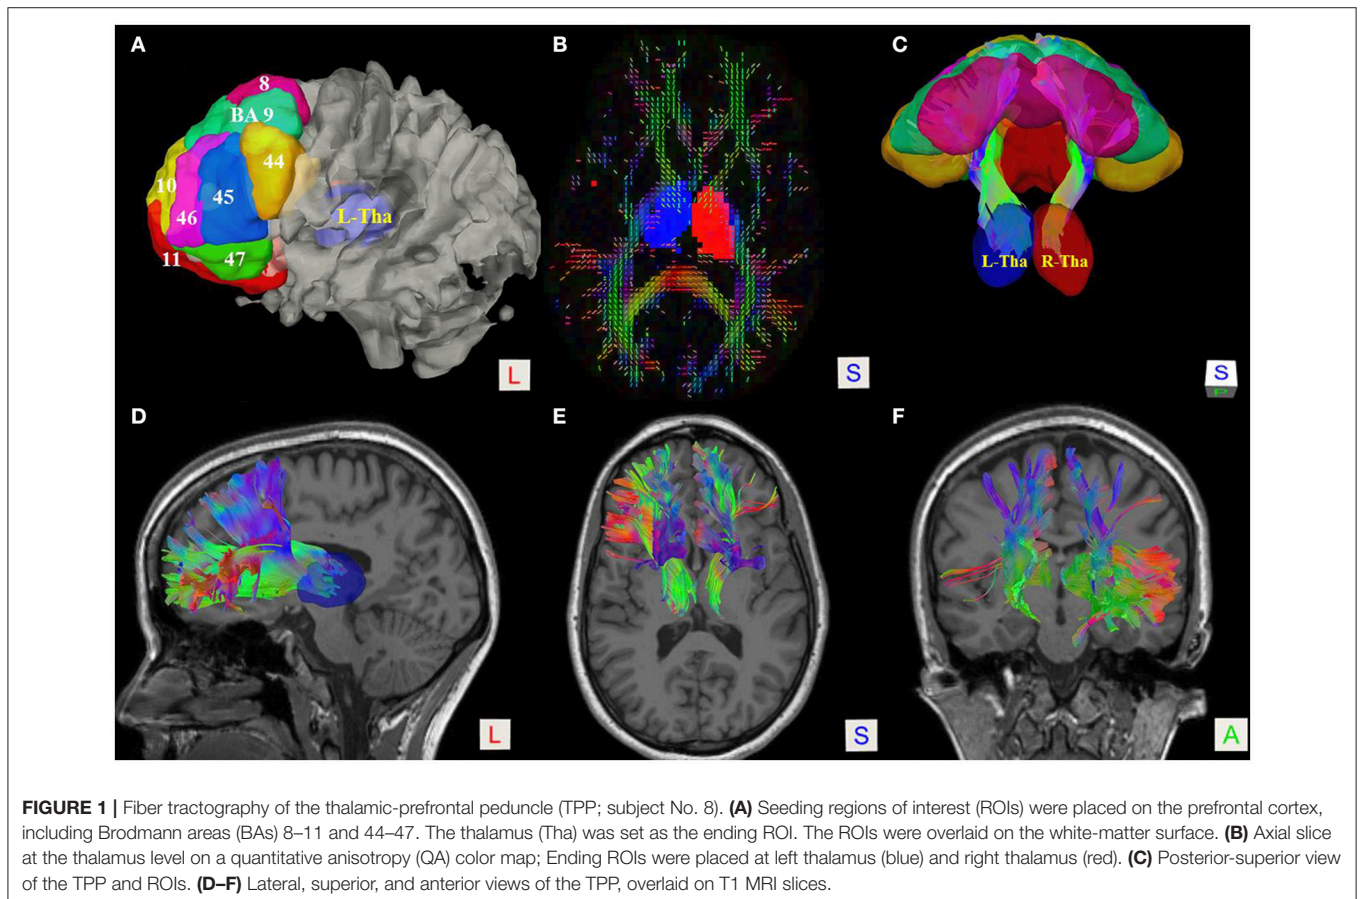 A
B
C
8
BA 9
44
10
45
46
L-Tha
11
47
L-Tha
R-Tha
L
S
S
P
D
E
F
L
S
A
FIGURE 1 | Fiber tractography of the thalamic-prefrontal peduncle (TPP; subject No. 8). (A) Seeding regions of interest (ROIs) were placed on the prefrontal cortex,
including Brodmann areas (BAs) 8–11 and 44–47. The thalamus (Tha) was set as the ending ROI. The ROIs were overlaid on the white-matter surface. (B) Axial slice
at the thalamus level on a quantitative anisotropy (QA) color map; Ending ROIs were placed at left thalamus (blue) and right thalamus (red). (C) Posterior-superior view
of the TPP and ROIs. (D–F) Lateral, superior, and anterior views of the TPP, overlaid on T1 MRI slices.